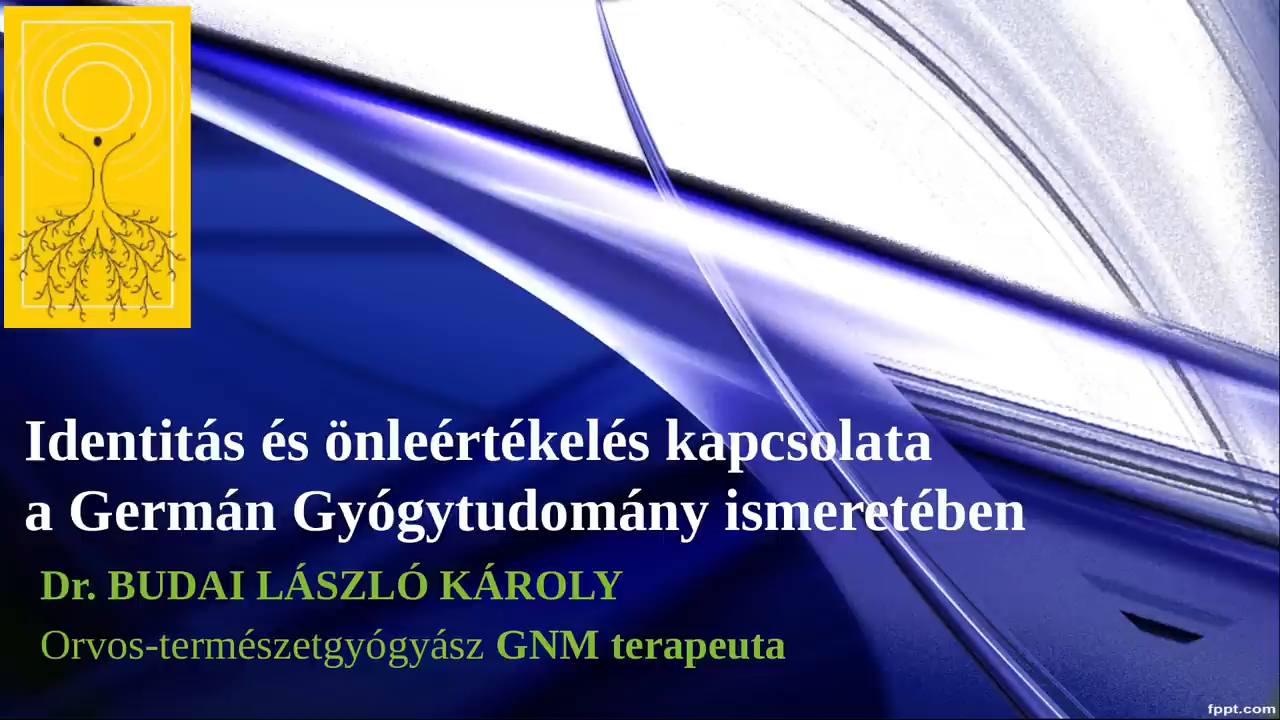 Identitás és önleértékelés kapcsolata
a Germán Gyógytudomány ismeretében
Dr. BUDAI LÁSZLÓ KÁROLY
Orvos-természetgyógyász GNM terapeuta
fppt.com